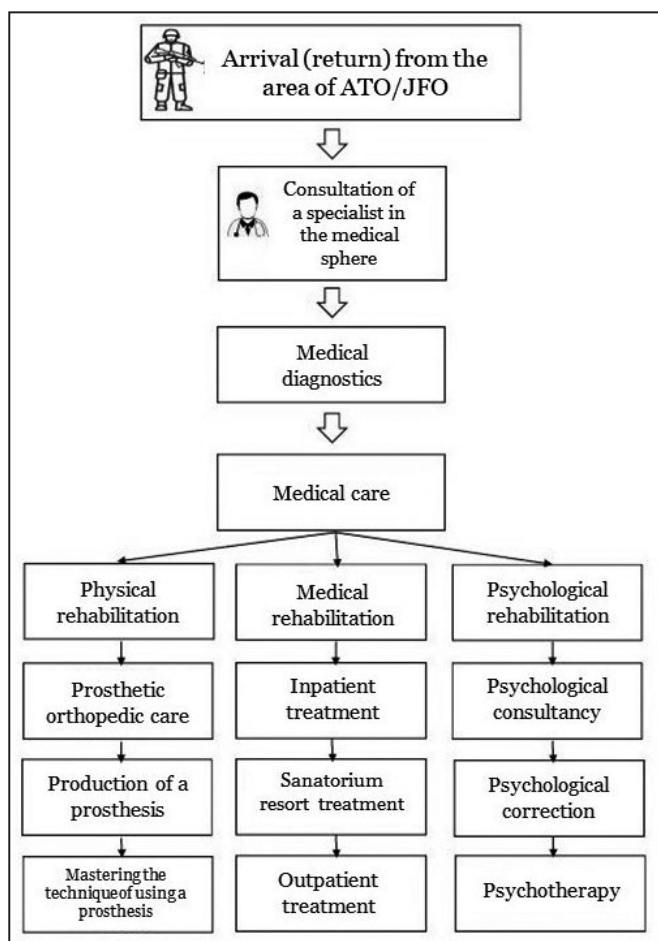 Arrival (return) from the
area of ATO/JFO
Consultation of
a specialist in
the medical
sphere
Medical
diagnostics
Medical care
Physical
rehabilitation
Medical
rehabilitation
Psychological
rehabilitation
Prosthetic
orthopedic care
Inpatient
treatment
Psychological
consultancy
Production of a
prosthesis
Sanatorium
resort treatment
Psychological
correction
Mastering the
technique of using a
prosthesis
Outpatient
treatment
Psychotherapy